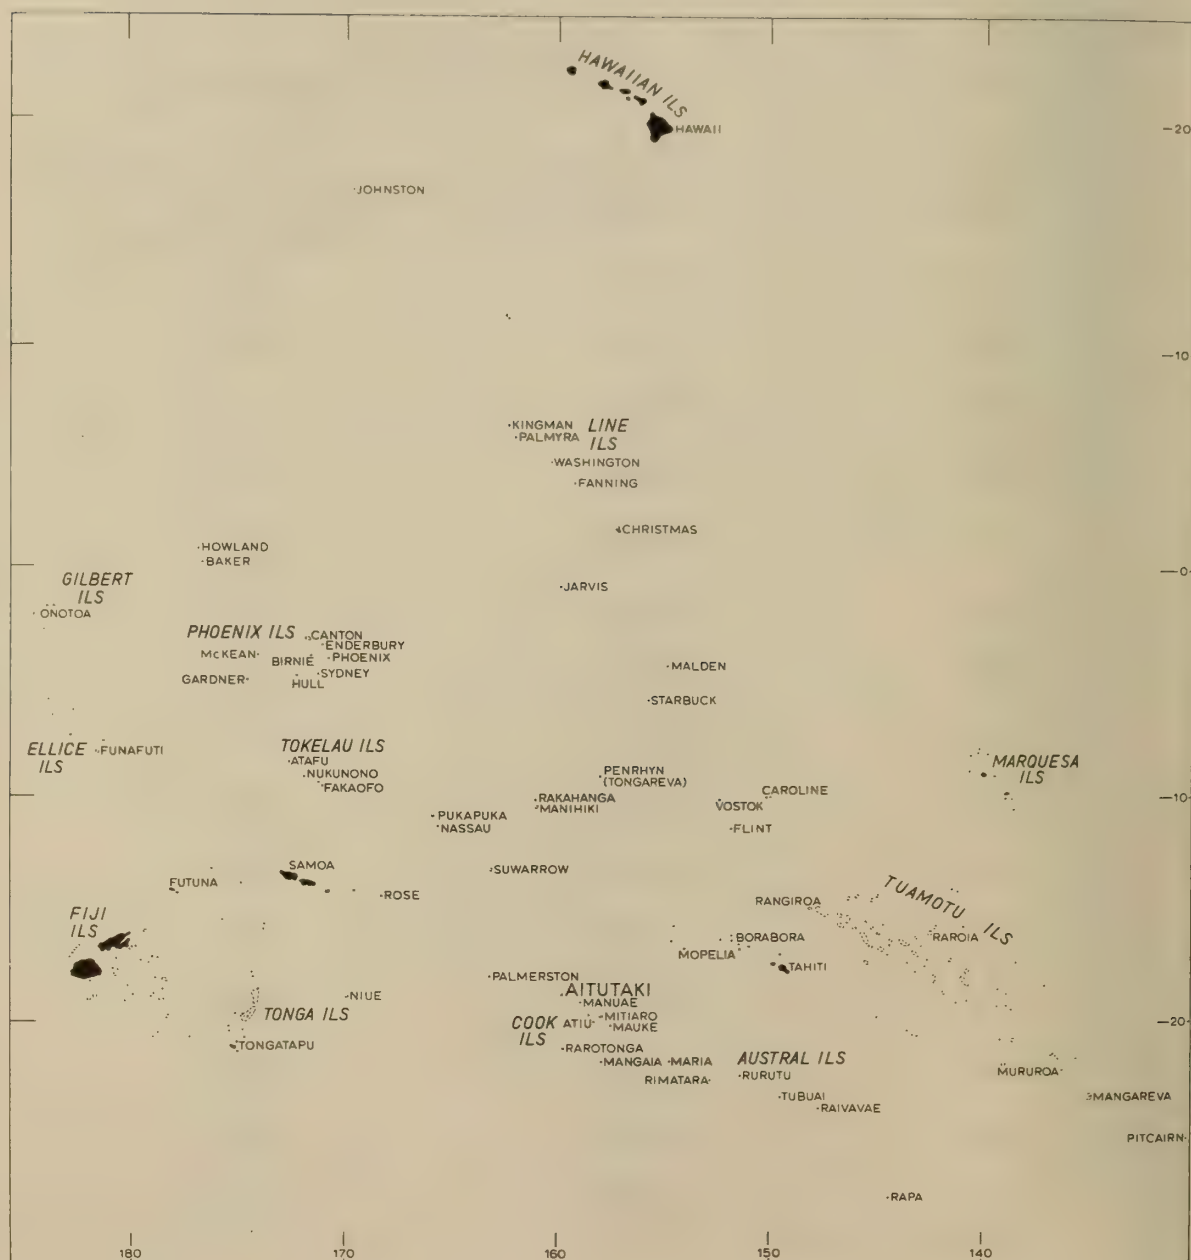 HAWAIIAN ILS
HAWAII
—20
JOHNSTON
—10
KINGMAN
LINE
ILS
PALMYRA
WASHINGTON
FANNING
CHRISTMAS
HOWLAND
BAKER
—0
GILBERT
ILS
ONOTOA
JARVIS
PHOENIX ILS
CANTON
ENDERBURY
McKEAN
BIRNIE
PHOENIX
GARDNER
SYDNEY
HULL
MALDEN
STARBUCK
ELLICE
ILS
FUNAFUTI
TOKELAU ILS
ATAFU
NUKUNONO
FAKAOFO
MARQUESA
ILS
PENRHYN
(TONGAREVA)
CAROLINE
RAKAHANGA
MANIHIKI
VOSTOK
—10
PUKAPUKA
NASSAU
FLINT
SAMOA
SUWARROW
FUTUNA
ROSE
RANGIROA
TUAMOTU ILS
FIJI
ILS
RAROIA
BORABORA
MOPELIA
TAHITI
PALMERSTON
AITUTAKI
NIUE
MANUAE
TONGA ILS
COOK
ILS
ATIU
MITIARO
MAUKE
—20
TONGATAPU
RAROTONGA
MANGAIA
MARIA
AUSTRAL ILS
RIMATARA
RURUTU
MURUROA
TUBUAI
RAIVAVAE
MANGAREVA
PITCAIRN
RAPA
180
170
160
150
140